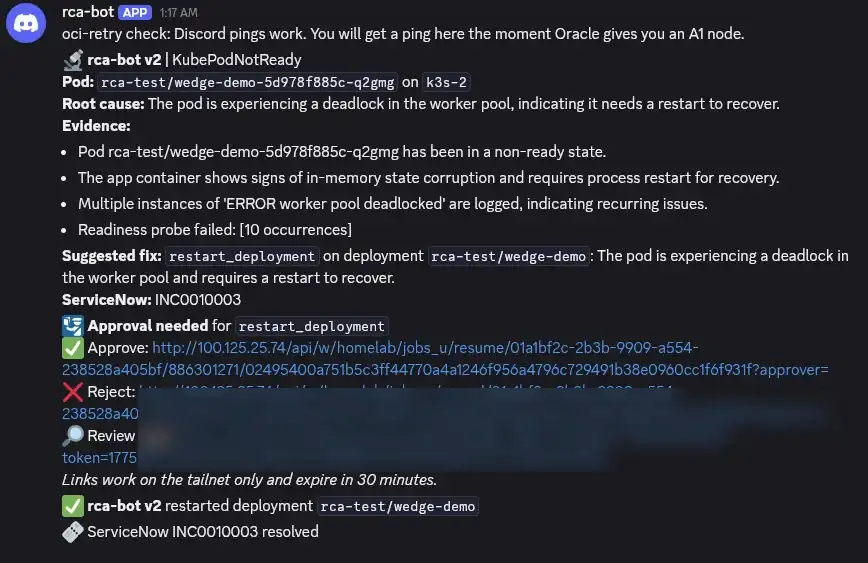 rca-bot APP 1:17 AM
oci-retry check: Discord pings work. You will get a ping here the moment Oracle gives you an A1 node.
rca-bot v2 | KubePodNotReady
Pod: rca-test/wedge-demo-5d978f885c-q2gmg on k3s-2
Root cause: The pod is experiencing a deadlock in the worker pool, indicating it needs a restart to recover.
Evidence:
• Pod rca-test/wedge-demo-5d978f885c-q2gmg has been in a non-ready state.
• The app container shows signs of in-memory state corruption and requires process restart for recovery.
• Multiple instances of 'ERROR worker pool deadlocked' are logged, indicating recurring issues.
• Readiness probe failed: [10 occurrences]
Suggested fix: restart_deployment on deployment rca-test/wedge-demo: The pod is experiencing a deadlock in
the worker pool and requires a restart to recover.
ServiceNow: INC0010003
Approval needed for restart_deployment
Approve: http://100.125.25.74/api/w/homelab/jobs_u/resume/01a1bf2c-2b3b-9909-a554-
238528a405bf/886301271/02495400a751b5c3ff44770a4a1246f956a4796c729491b38e0960cc1f6f931f?approver=
Reject:
238528a40
Review
token=1775
Links work on the tailnet only and expire in 30 minutes.
rca-bot v2 restarted deployment rca-test/wedge-demo
ServiceNow INC0010003 resolved